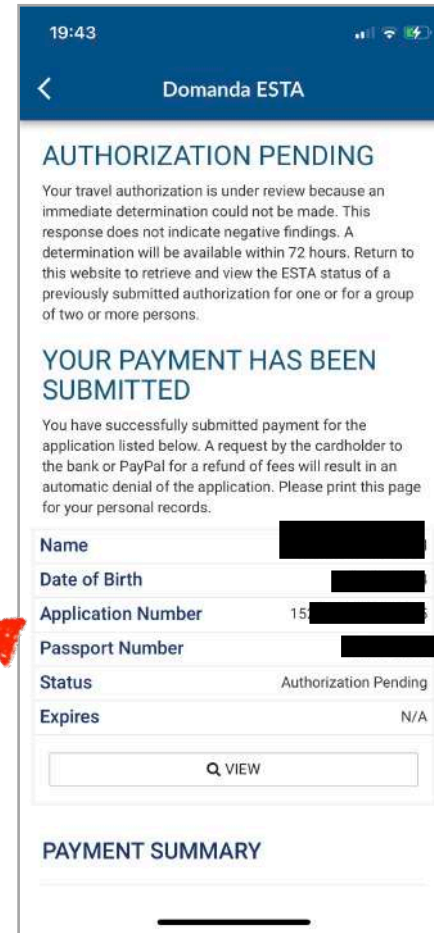 19:43
Domanda ESTA
AUTHORIZATION PENDING
Your travel authorization is under review because an
immediate determination could not be made. This
response does not indicate negative findings. A
determination will be available within 72 hours. Return to
this website to retrieve and view the ESTA status of a
previously submitted authorization for one or for a group
of two or more persons.
YOUR PAYMENT HAS BEEN
SUBMITTED
You have successfully submitted payment for the
application listed below. A request by the cardholder to
the bank or PayPal for a refund of fees will result in an
automatic denial of the application. Please print this page
for your personal records.
Name
Date of Birth
Application Number 15
Passport Number
Status Authorization Pending
Expires N/A
VIEW
PAYMENT SUMMARY